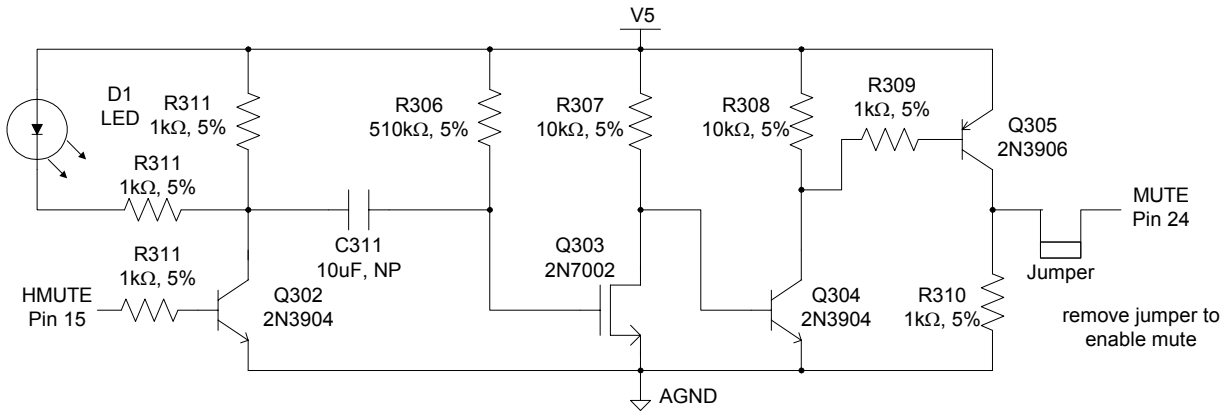 V5
D1
LED
R311
1kΩ, 5%
R306
510kΩ, 5%
R307
10kΩ, 5%
R308
10kΩ, 5%
R309
1kΩ, 5%
Q305
2N3906
R311
1kΩ, 5%
C311
10uF, NP
MUTE
Pin 24
Jumper
R311
1kΩ, 5%
HMUTE
Pin 15
Q302
2N3904
Q303
2N7002
Q304
2N3904
R310
1kΩ, 5%
remove jumper to
enable mute
AGND